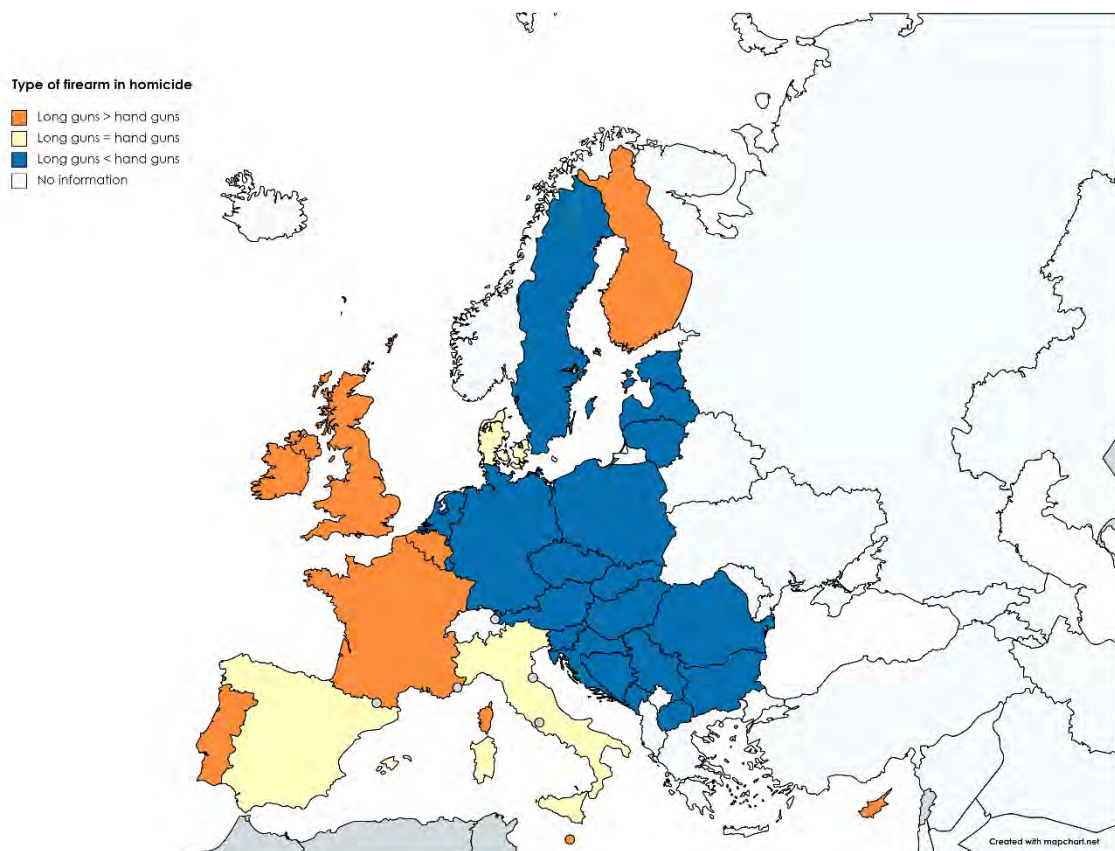 Type of firearm in homicide
Long guns > hand guns
Long guns = hand guns
Long guns < hand guns
No information
Created with mapchart.net